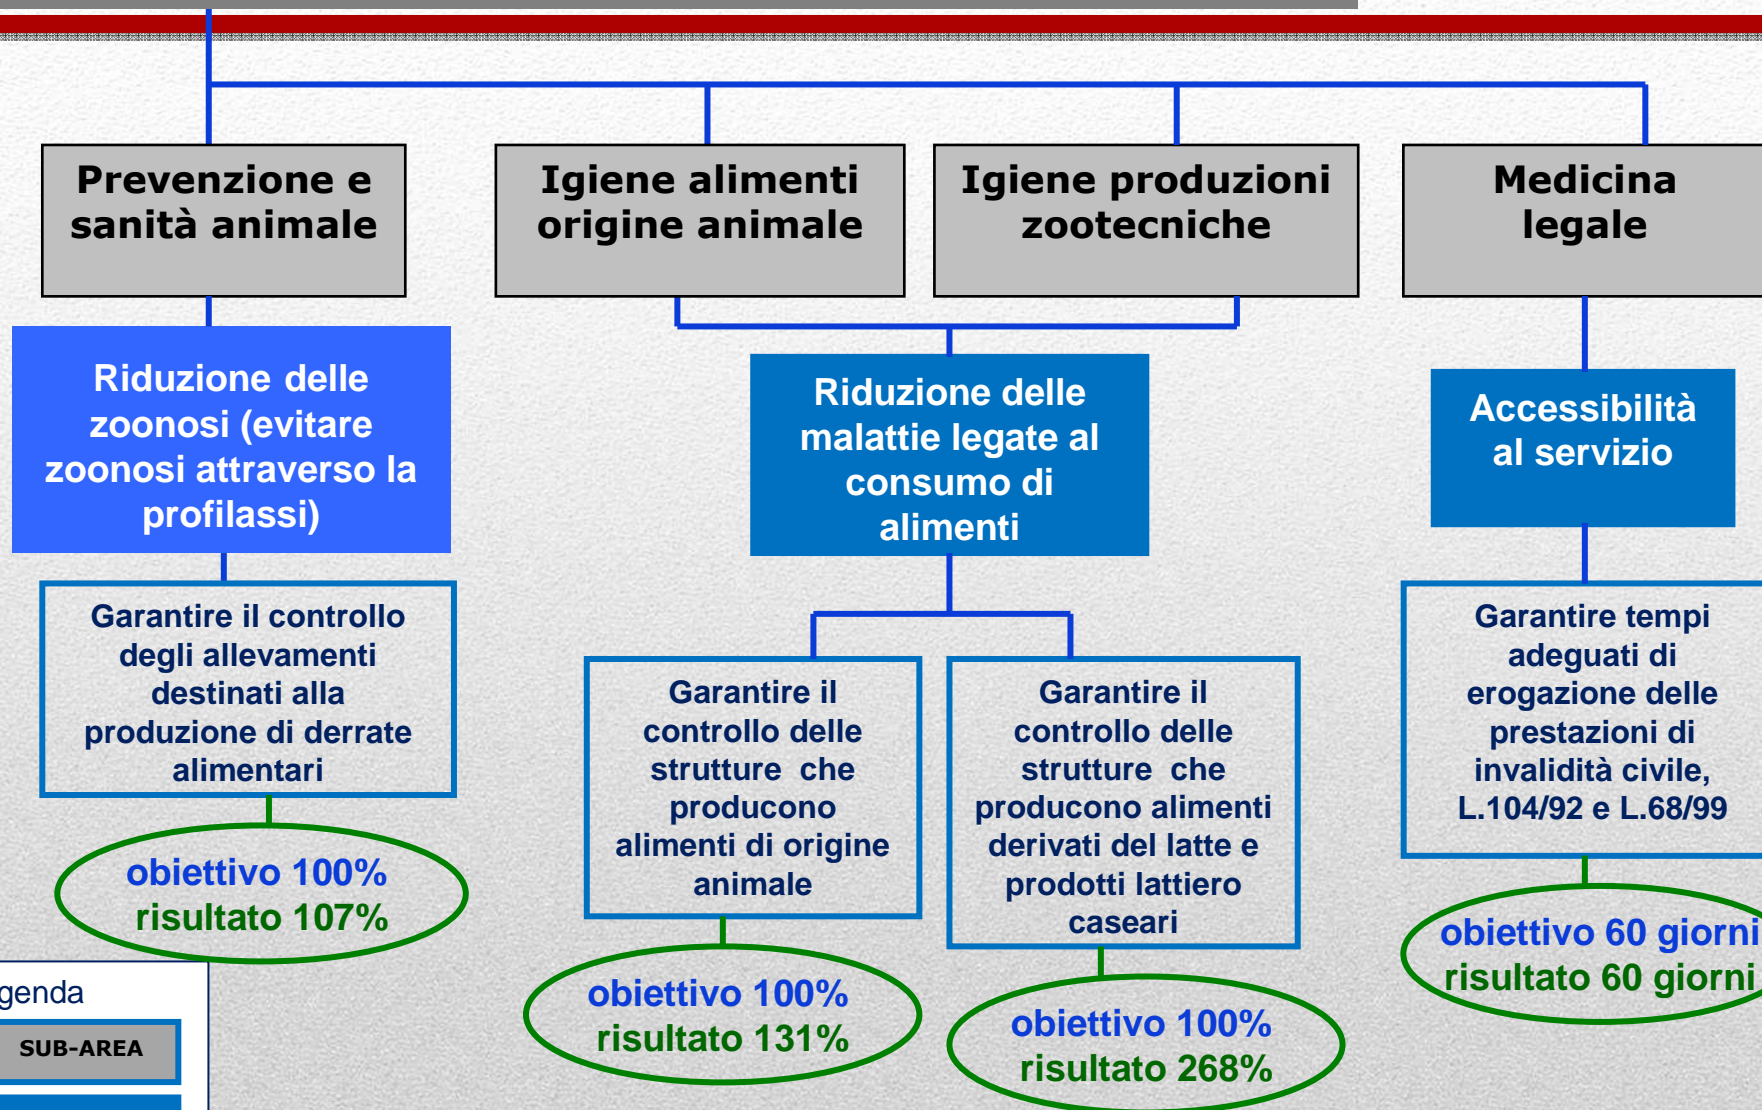 Prevenzione e
sanità animale
Igiene alimenti
origine animale
Igiene produzioni
zootecniche
Medicina
legale
Riduzione delle
zoonosi (evitare
zoonosi attraverso la
profilassi)
Riduzione delle
malattie legate al
consumo di
alimenti
Accessibilità
al servizio
Garantire il controllo
degli allevamenti
destinati alla
produzione di derrate
alimentari
Garantire il
controllo delle
strutture che
producono
alimenti di origine
animale
Garantire il
controllo delle
strutture che
producono alimenti
derivati del latte e
prodotti lattiero
caseari
Garantire tempi
adeguati di
erogazione delle
prestazioni di
invalidità civile,
L.104/92 e L.68/99
obiettivo 100%
risultato 107%
obiettivo 100%
risultato 131%
obiettivo 100%
risultato 268%
obiettivo 60 giorni
risultato 60 giorni
genda
SUB-AREA